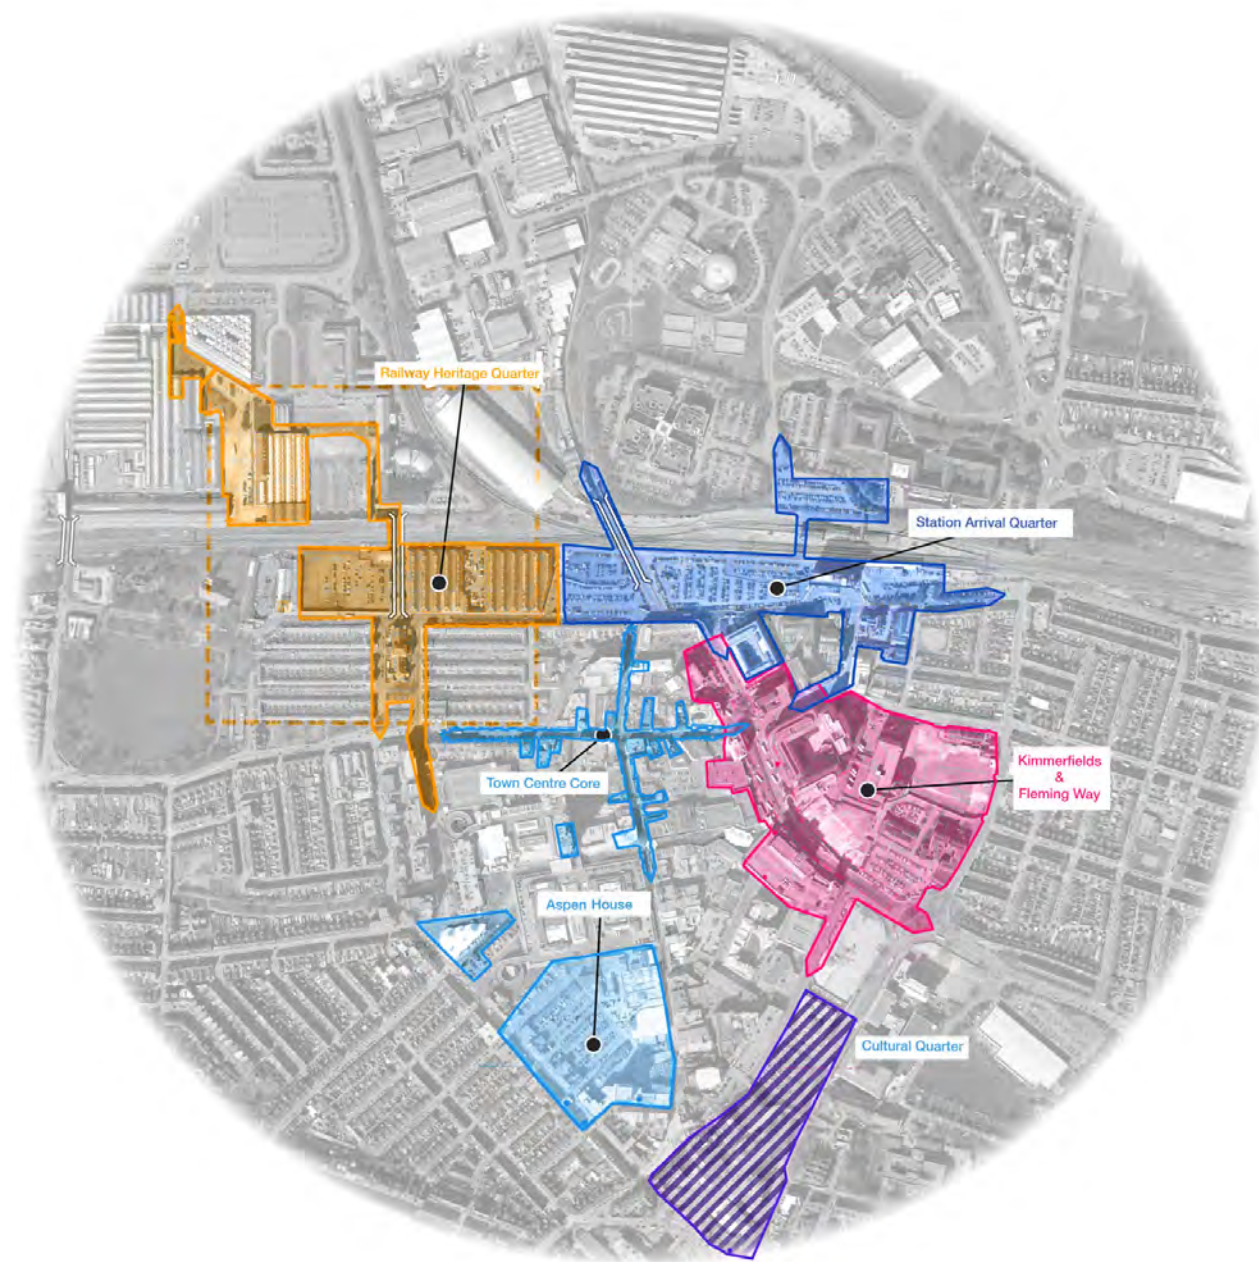 Railway Heritage Quarter
Station Arrival Quarter
Kimmerfields
&
Fleming Way
Town Centre Core
Aspen House
Cultural Quarter